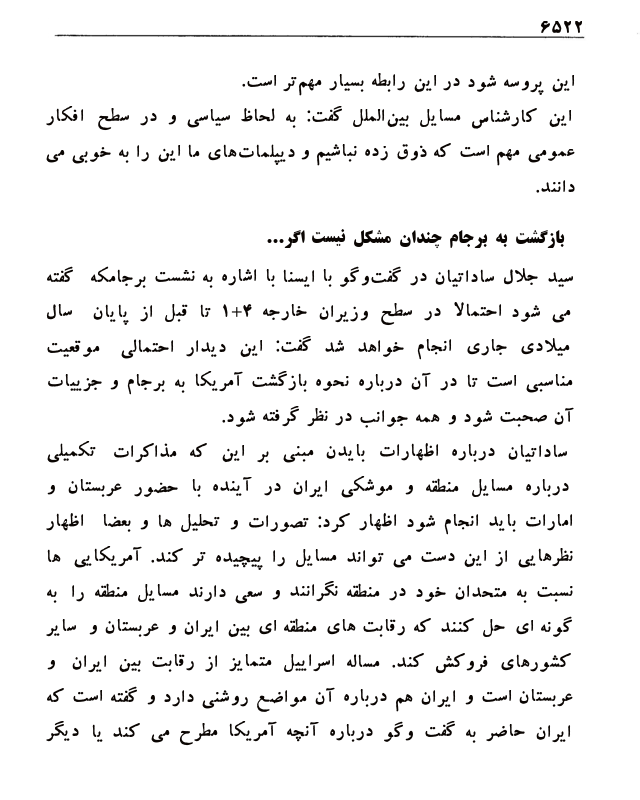 ۶۵۲۲
این پروسه شود در این رابطه بسیار مهم‌تر است.
این کارشناس مسایل بین‌الملل گفت: به لحاظ سیاسی و در سطح افکار
عمومی مهم است که ذوق زده نباشیم و دیپلمات‌های ما این را به خوبی می
دانند.
بازگشت به برجام چندان مشکل نیست اگر...
سید جلال ساداتیان در گفت‌وگو با ایسنا با اشاره به نشست برجامکه گفته
می شود احتمالاً در سطح وزیران خارجه ۴+۱ تا قبل از پایان سال
میلادی جاری انجام خواهد شد گفت: این دیدار احتمالی موقعیت
مناسبی است تا در آن درباره نحوه بازگشت آمریکا به برجام و جزییات
آن صحبت شود و همه جوانب در نظر گرفته شود.
ساداتیان درباره اظهارات بایدن مبنی بر این که مذاکرات تکمیلی
درباره مسایل منطقه و موشکی ایران در آینده با حضور عربستان و
امارات باید انجام شود اظهار کرد: تصورات و تحلیل ها و بعضا اظهار
نظرهایی از این دست می تواند مسایل را پیچیده تر کند. آمریکایی ها
نسبت به متحدان خود در منطقه نگرانند و سعی دارند مسایل منطقه را به
گونه ای حل کنند که رقابت های منطقه ای بین ایران و عربستان و سایر
کشورهای فروکش کند. مساله اسراییل متمایز از رقابت بین ایران و
عربستان است و ایران هم درباره آن مواضع روشنی دارد و گفته است که
ایران حاضر به گفت وگو درباره آنچه آمریکا مطرح می کند یا دیگر